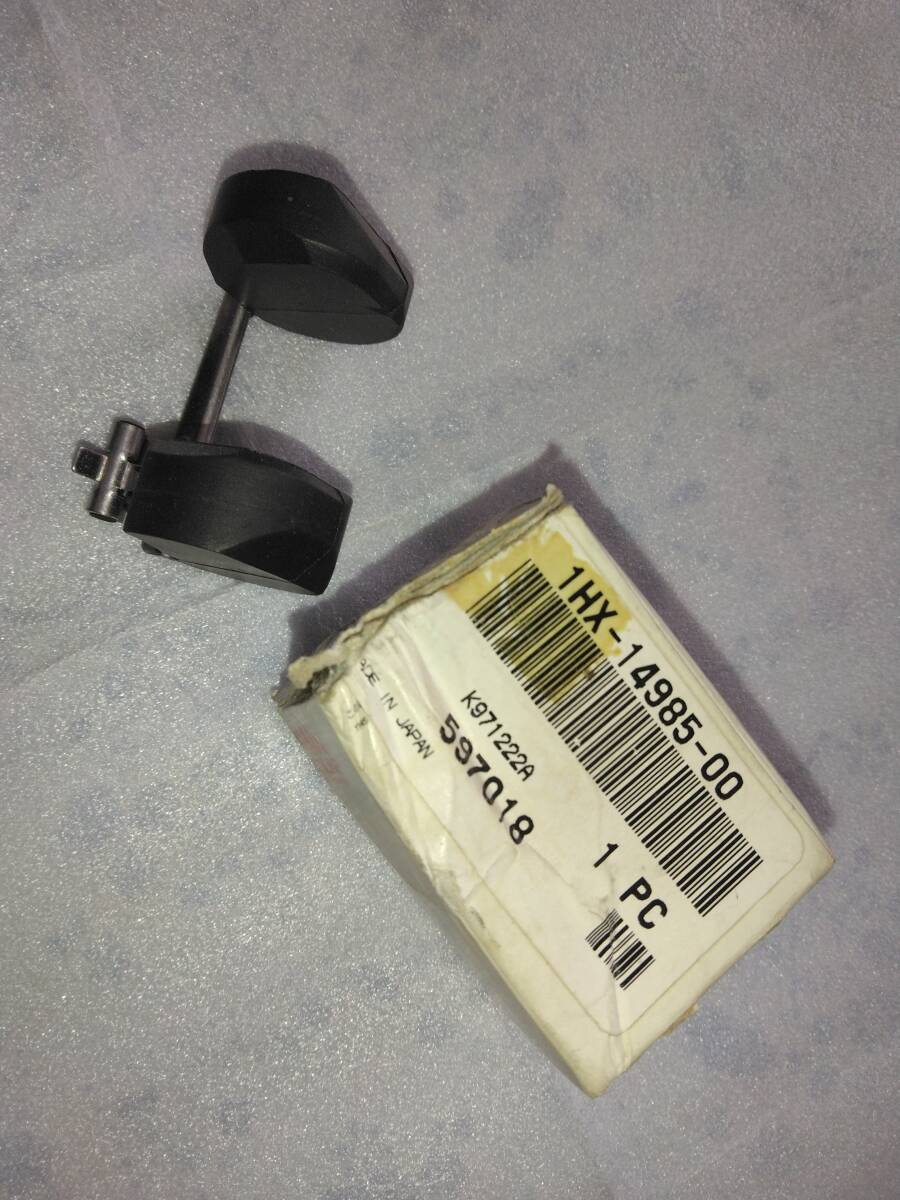 1HX-14985-00
1 PC
K971222A
597Q18
DE IN JAPAN